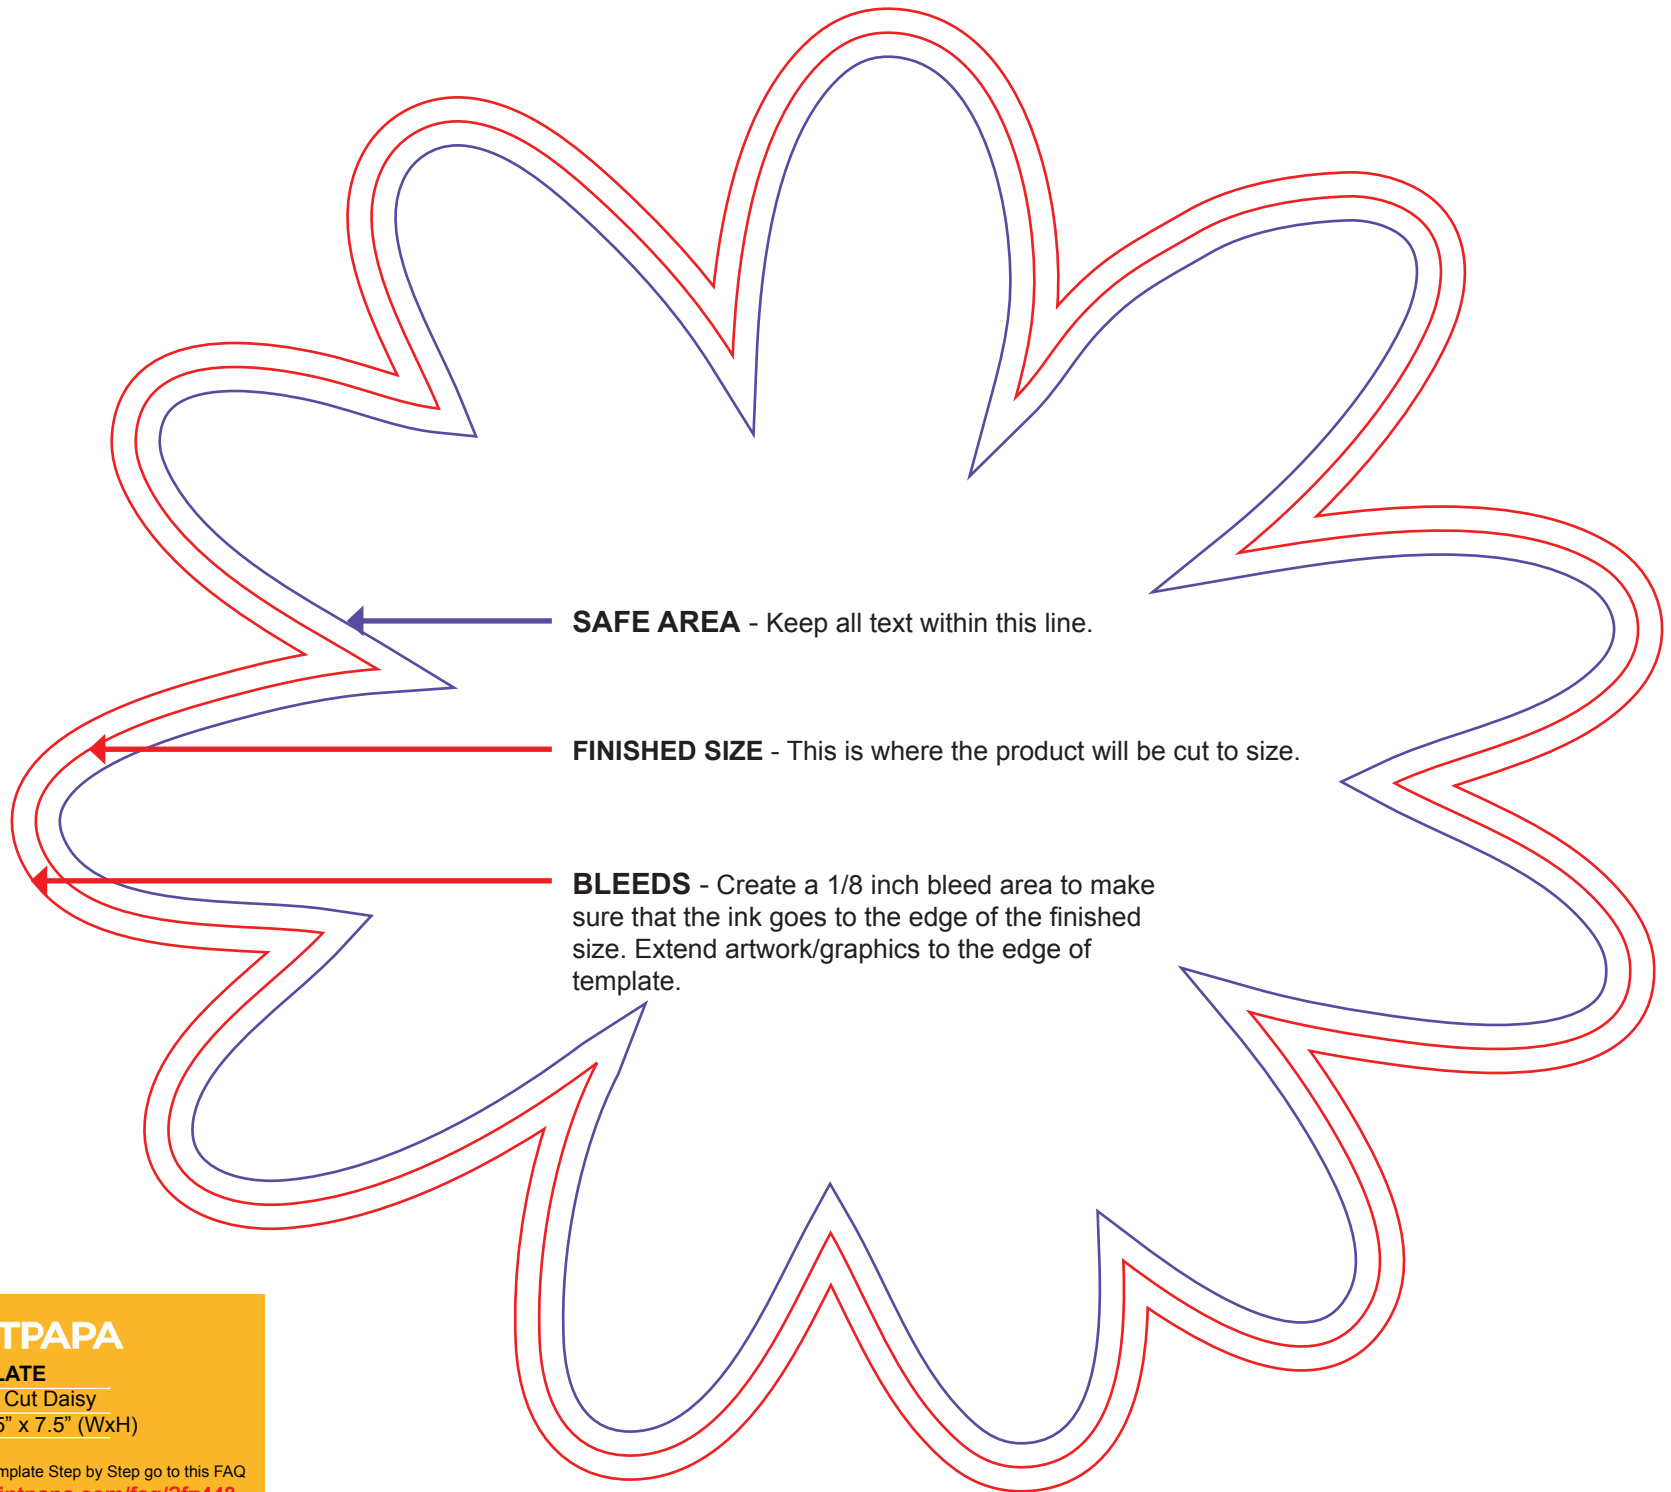 SAFE AREA - Keep all text within this line.
FINISHED SIZE - This is where the product will be cut to size.
BLEEDS - Create a 1/8 inch bleed area to make
sure that the ink goes to the edge of the finished
size. Extend artwork/graphics to the edge of
template.
TPAPA
LATE
Cut Daisy
5” x 7.5” (WxH)
mplate Step by Step go to this FAQ